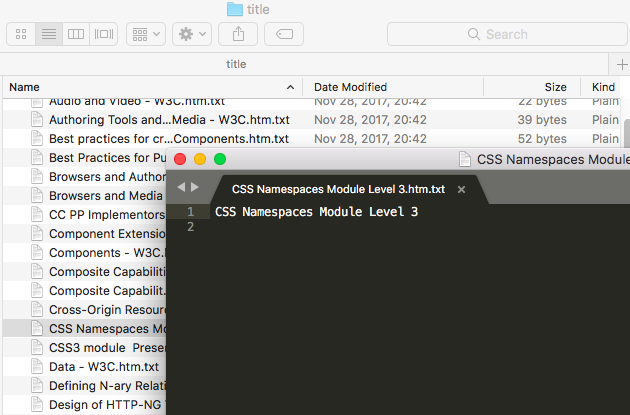 title
Search
title
Name Date Modified Size Kind
Audio and Video - W3C.htm.txt Nov 28, 2017, 20:42 22 bytes Plain
Authoring Tools and...Media - W3C.htm.txt Nov 28, 2017, 20:42 39 bytes Plain
Best practices for cr...Components.htm.txt Nov 28, 2017, 20:42 52 bytes Plain
Best Practices for Pu
Browsers and Author
Browsers and Media
CC PP Implementors
Component Extensio
Components - W3C.h
Composite Capabiliti
Composite Capabilit.
Cross-Origin Resourc
CSS Namespaces Mo
CSS3 module Prese
Data - W3C.htm.txt
Defining N-ary Relati
Design of HTTP-NG
CSS Namespaces Module
CSS Namespaces Module Level 3.htm.txt ×
1 CSS Namespaces Module Level 3
2